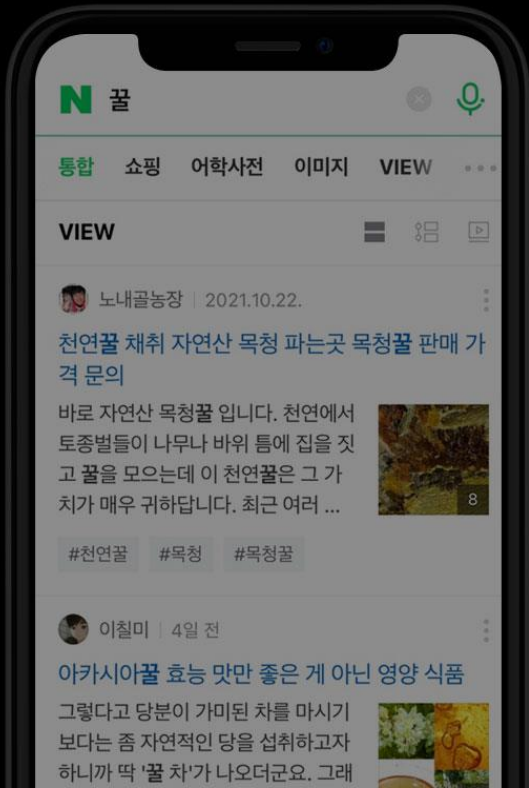 N 꿀
통합 쇼핑 어학사전 이미지 VIEW
VIEW
노내골농장 2021.10.22.
천연꿀 채취 자연산 목청 파는곳 목청꿀 판매 가
격 문의
바로 자연산 목청꿀 입니다. 천연에서
토종벌들이 나무나 바위 틈에 집을 짓
고 꿀을 모으는데 이 천연꿀은 그 가
치가 매우 귀하답니다. 최근 여러 ...
8
#천연꿀 #목청 #목청꿀
이칠미 4일 전
아카시아꿀 효능 맛만 좋은 게 아닌 영양 식품
그렇다고 당분이 가미된 차를 마시기
보다는 좀 자연적인 당을 섭취하고자
하니까 딱 '꿀 차'가 나오더군요. 그래